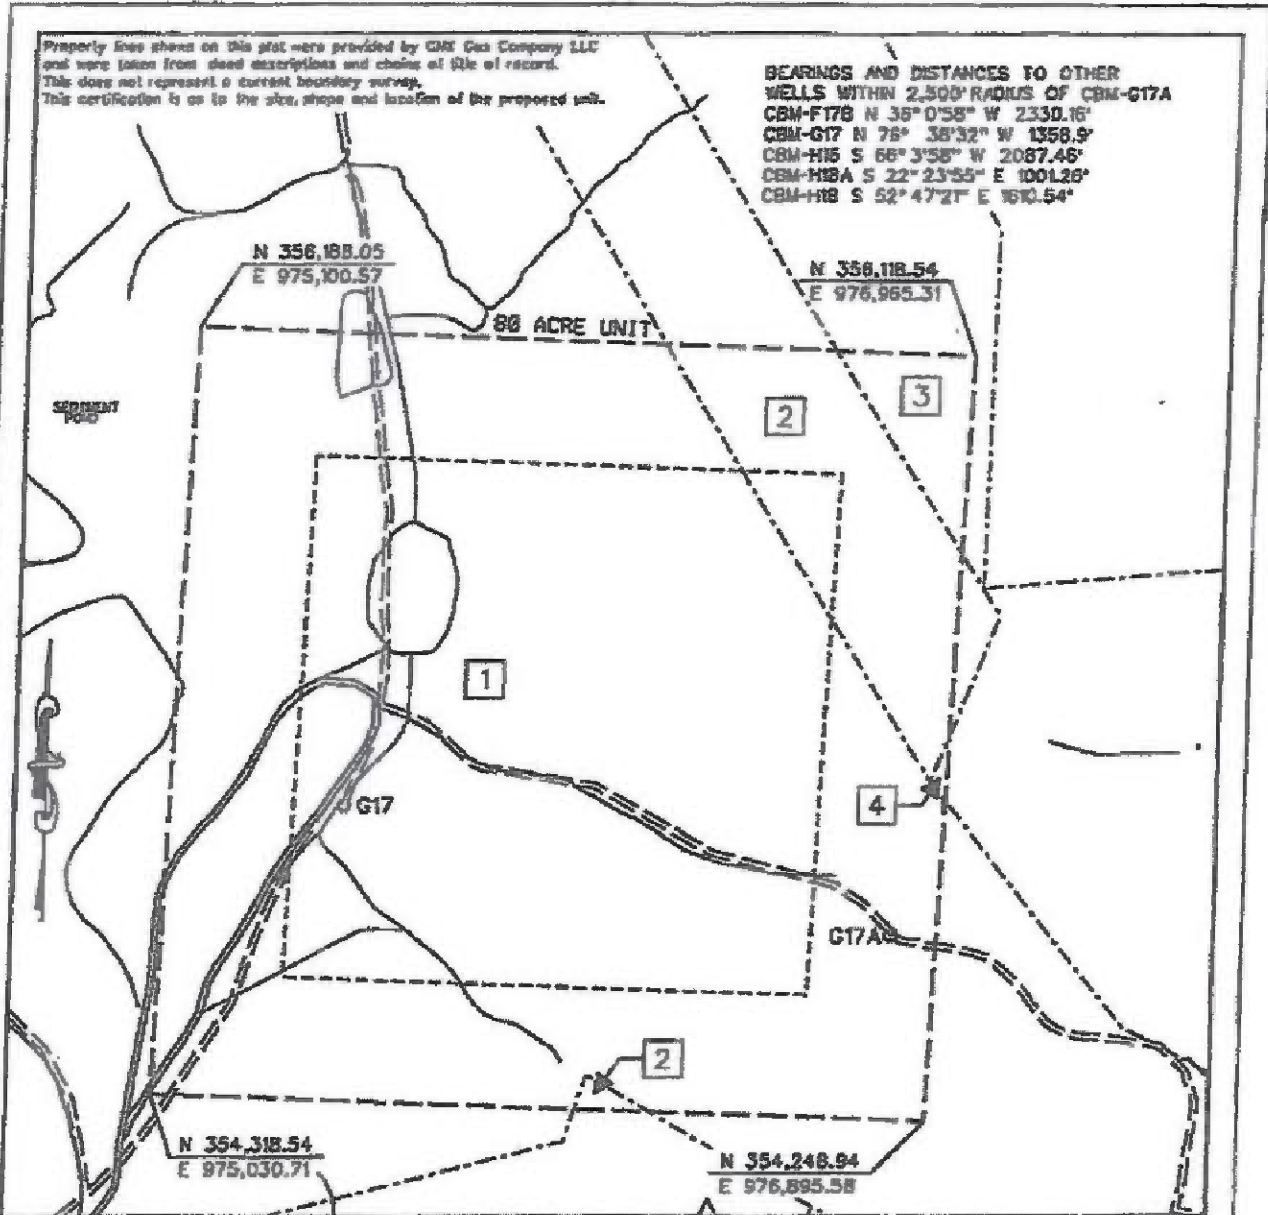 Property lines shown on this plat were provided by CNX Gas Company LLC
and were taken from deed descriptions and chains of title of record.
This does not represent a current boundary survey.
This certification is as to the size, shape and location of the proposed unit.
BEARINGS AND DISTANCES TO OTHER
WELLS WITHIN 2,500' RADIUS OF CBM-G17A
CBM-F17B N 0'58" W 2330.16'
CBM-G17 N W 1358.9'
CBM-H16 S 66° 3'58" W 2087.46'
CBM-H18A S 22° 23'55" E 1001.26'
CBM-H18 S 52° 47'21" E 1610.54'
N 356,188.05
E 975,100.57
N 356,118.54
E 976,965.31
80 ACRE UNIT
3
2
SEDIMENT
POND
1
G17
4
G17A
2
N 354,318.54
E 975,030.71
N 354,248.94
E 976,895.58